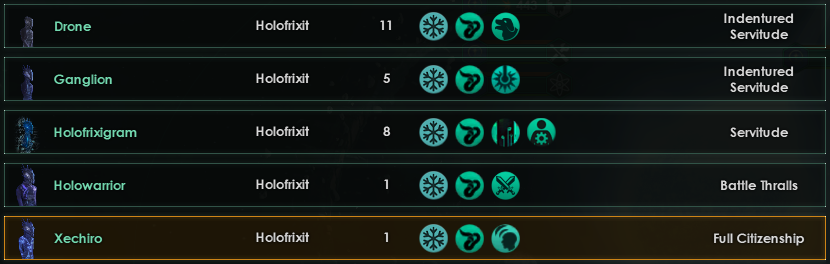 Drone Holofrixit 11 Indentured
Servitude
Ganglion Holofrixit 5 Indentured
Servitude
Holofrixigram Holofrixit 8 Servitude
Holowarrior Holofrixit 1 Battle Thralls
Xechiro Holofrixit 1 Full Citizenship